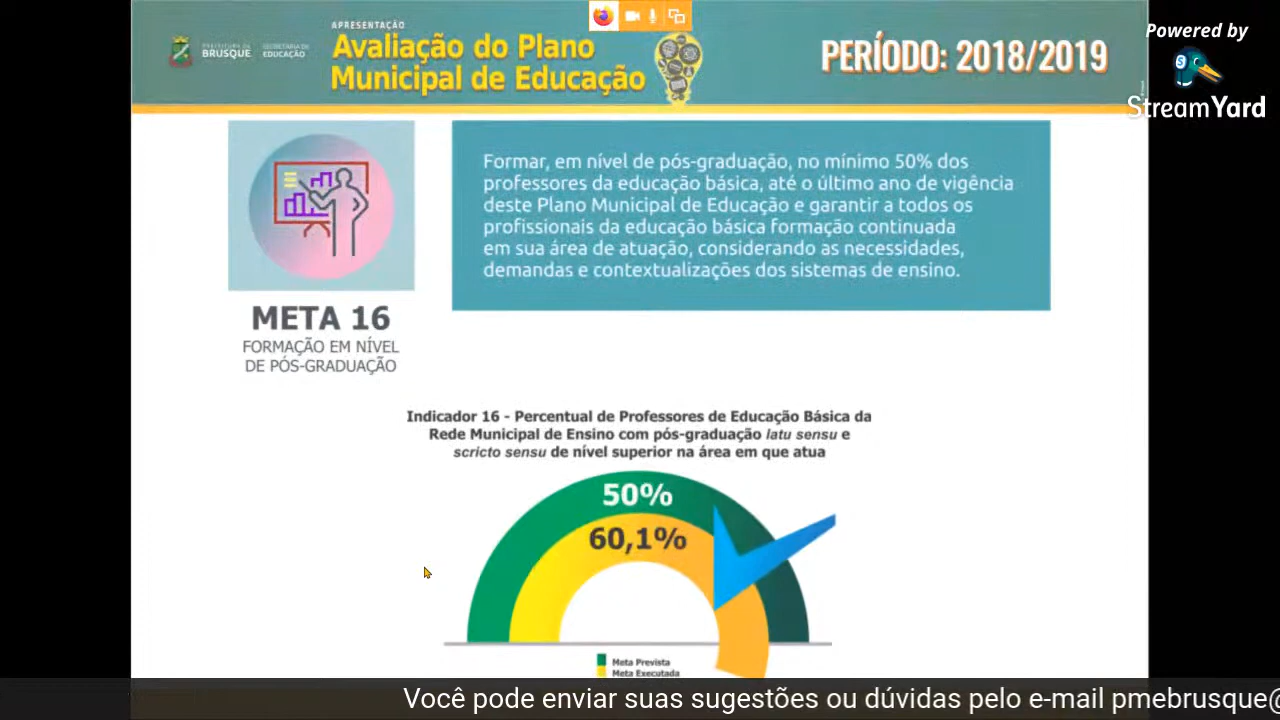 APRESENTAÇÃO
PREFEITURA DE
BRUSQUE
SECRETARIA DE
EDUCAÇÃO
Avaliação do Plano
Municipal de Educação
PERÍODO: 2018/2019
Powered by
StreamYard
Formar, em nível de pós-graduação, no mínimo 50% dos
professores da educação básica, até o último ano de vigência
deste Plano Municipal de Educação e garantir a todos os
profissionais da educação básica formação continuada
em sua área de atuação, considerando as necessidades,
demandas e contextualizações dos sistemas de ensino.
META 16
FORMAÇÃO EM NÍVEL
DE PÓS-GRADUAÇÃO
Indicador 16 - Percentual de Professores de Educação Básica da
Rede Municipal de Ensino com pós-graduação latu sensu e
scricto sensu de nível superior na área em que atua
50%
60,1%
Meta Prevista
Meta Executada
Você pode enviar suas sugestões ou dúvidas pelo e-mail pmebrusque@